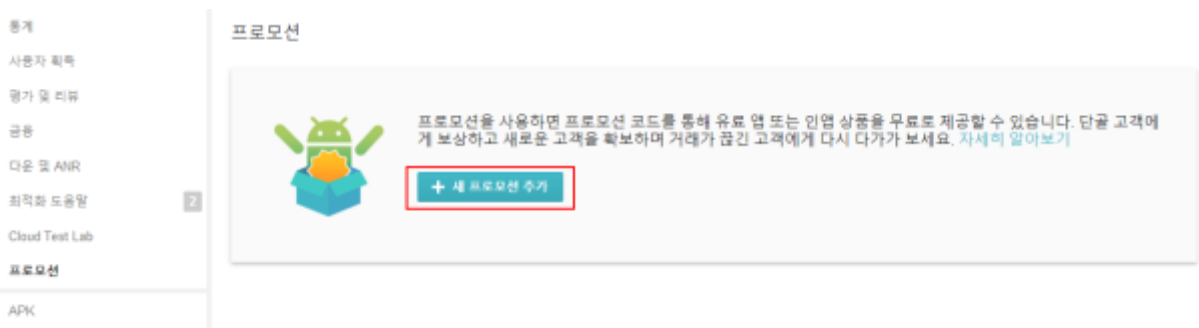 통계
사용자 획득
평가 및 리뷰
금융
다운 및 ANR
최적화 도움말 2
Cloud Test Lab
프로모션
APK
프로모션
프로모션을 사용하면 프로모션 코드를 통해 유료 앱 또는 인앱 상품을 무료로 제공할 수 있습니다. 단골 고객에
게 보상하고 새로운 고객을 확보하며 거래가 끊긴 고객에게 다시 다가가 보세요. 자세히 알아보기
+ 새 프로모션 추가